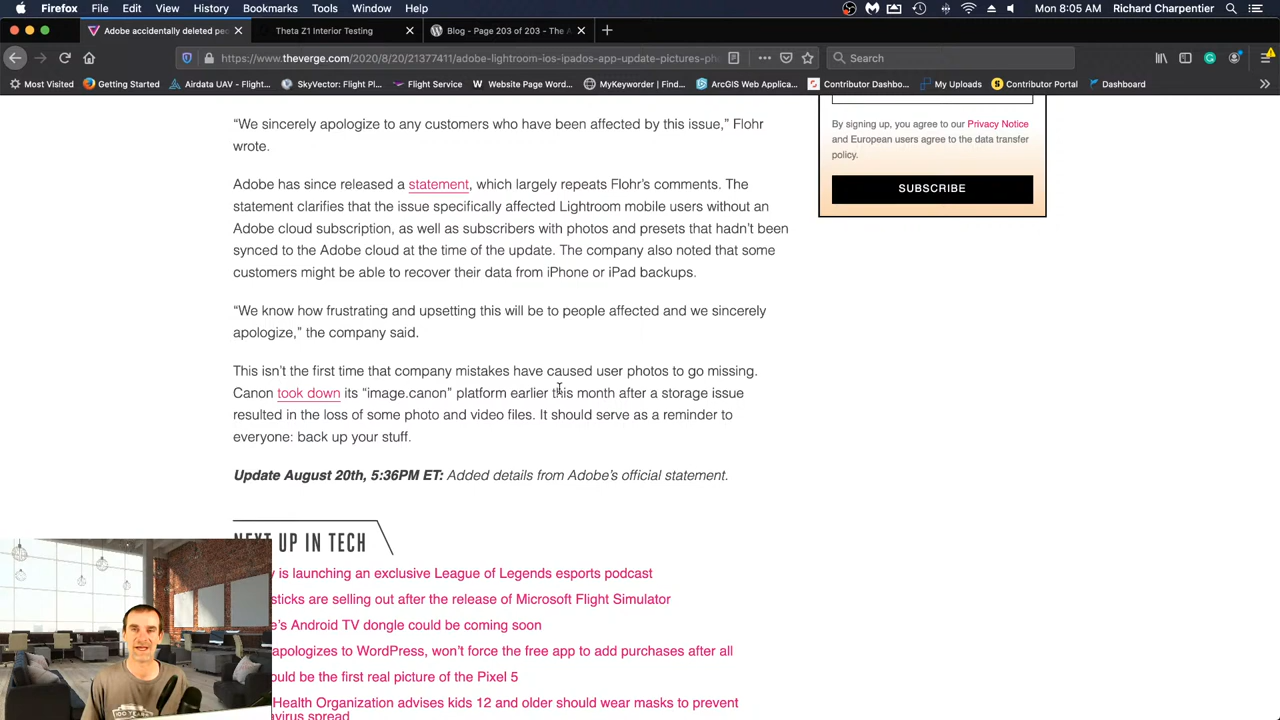 Firefox File Edit View History Bookmarks Tools Window Help Mon 8:05 AM Richard Charpentier
Adobe accidentally deleted pe Theta Z1 Interior Testing Blog - Page 203 of 203 - The A
https://www.theverge.com/2020/8/20/21377411/adobe-lightroom-ios-ipados-app-update-pictures-ph Search
Most Visited Getting Started Airdata UAV - Flight... SkyVector: Flight Pl... Flight Service Website Page Word... MyKeyworder | Find... ArcGIS Web Applica... Contributor Dashbo... My Uploads Contributor Portal Dashboard
“We sincerely apologize to any customers who have been affected by this issue,” Flohr
wrote.
Adobe has since released a statement, which largely repeats Flohr’s comments. The
statement clarifies that the issue specifically affected Lightroom mobile users without an
Adobe cloud subscription, as well as subscribers with photos and presets that hadn’t been
synced to the Adobe cloud at the time of the update. The company also noted that some
customers might be able to recover their data from iPhone or iPad backups.
“We know how frustrating and upsetting this will be to people affected and we sincerely
apologize,” the company said.
This isn’t the first time that company mistakes have caused user photos to go missing.
Canon took down its “image.canon” platform earlier this month after a storage issue
resulted in the loss of some photo and video files. It should serve as a reminder to
everyone: back up your stuff.
Update August 20th, 5:36PM ET: Added details from Adobe’s official statement.
By signing up, you agree to our Privacy Notice
and European users agree to the data transfer
policy.
SUBSCRIBE
NEXT UP IN TECH
is launching an exclusive League of Legends esports podcast
sticks are selling out after the release of Microsoft Flight Simulator
e’s Android TV dongle could be coming soon
apologizes to WordPress, won’t force the free app to add purchases after all
ould be the first real picture of the Pixel 5
Health Organization advises kids 12 and older should wear masks to prevent
avirus spread